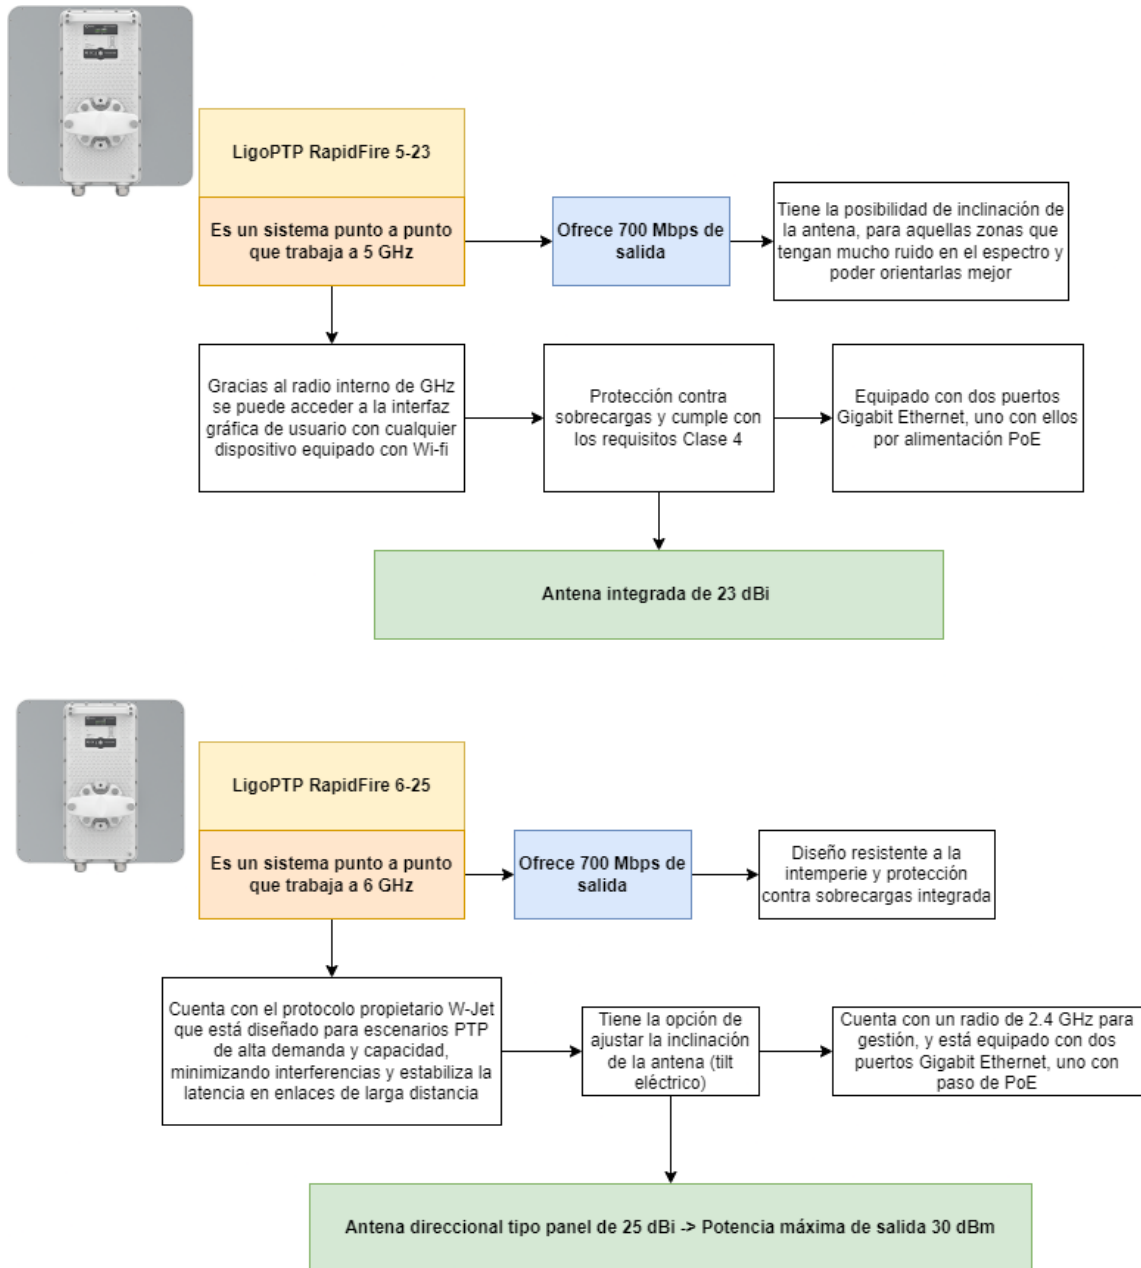 LigoPTP RapidFire 5-23
Es un sistema punto a punto
que trabaja a 5 GHz
Ofrece 700 Mbps de
salida
Tiene la posibilidad de inclinación de
la antena, para aquellas zonas que
tengan mucho ruido en el espectro y
poder orientarlas mejor
Gracias al radio interno de GHz
se puede acceder a la interfaz
gráfica de usuario con cualquier
dispositivo equipado con Wi-fi
Protección contra
sobrecargas y cumple con
los requisitos Clase 4
Equipado con dos puertos
Gigabit Ethernet, uno con ellos
por alimentación PoE
Antena integrada de 23 dBi
LigoPTP RapidFire 6-25
Es un sistema punto a punto
que trabaja a 6 GHz
Ofrece 700 Mbps de
salida
Diseño resistente a la
intemperie y protección
contra sobrecargas integrada
Cuenta con el protocolo propietario W-Jet
que está diseñado para escenarios PTP
de alta demanda y capacidad,
minimizando interferencias y estabiliza la
latencia en enlaces de larga distancia
Tiene la opción de
ajustar la inclinación
de la antena (tilt
eléctrico)
Cuenta con un radio de 2.4 GHz para
gestión, y está equipado con dos
puertos Gigabit Ethernet, uno con
paso de PoE
Antena direccional tipo panel de 25 dBi -> Potencia máxima de salida 30 dBm